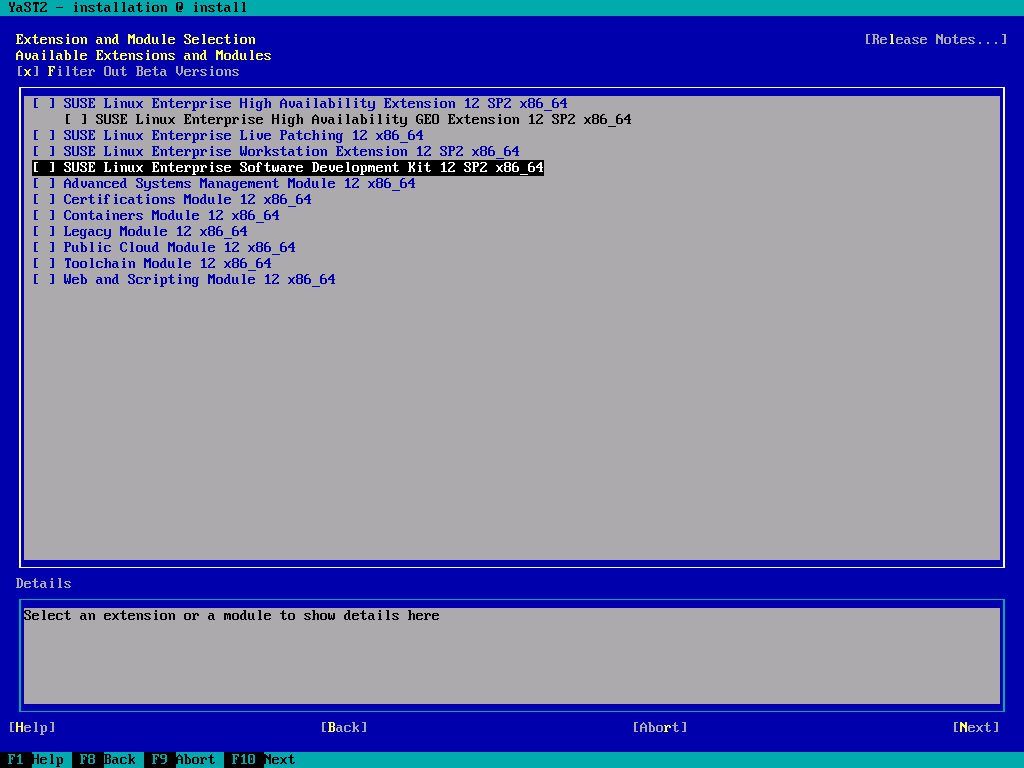 YaST2 - installation @ install
Extension and Module Selection [Release Notes...]
Available Extensions and Modules
[x] Filter Out Beta Versions
[ ] SUSE Linux Enterprise High Availability Extension 12 SP2 x86_64
[ ] SUSE Linux Enterprise High Availability GEO Extension 12 SP2 x86_64
[ ] SUSE Linux Enterprise Live Patching 12 x86_64
[ ] SUSE Linux Enterprise Workstation Extension 12 SP2 x86_64
[ ] SUSE Linux Enterprise Software Development Kit 12 SP2 x86_64
[ ] Advanced Systems Management Module 12 x86_64
[ ] Certifications Module 12 x86_64
[ ] Containers Module 12 x86_64
[ ] Legacy Module 12 x86_64
[ ] Public Cloud Module 12 x86_64
[ ] Toolchain Module 12 x86_64
[ ] Web and Scripting Module 12 x86_64
Details
Select an extension or a module to show details here
[Help] [Back] [Abort] [Next]
F1 Help F8 Back F9 Abort F10 Next